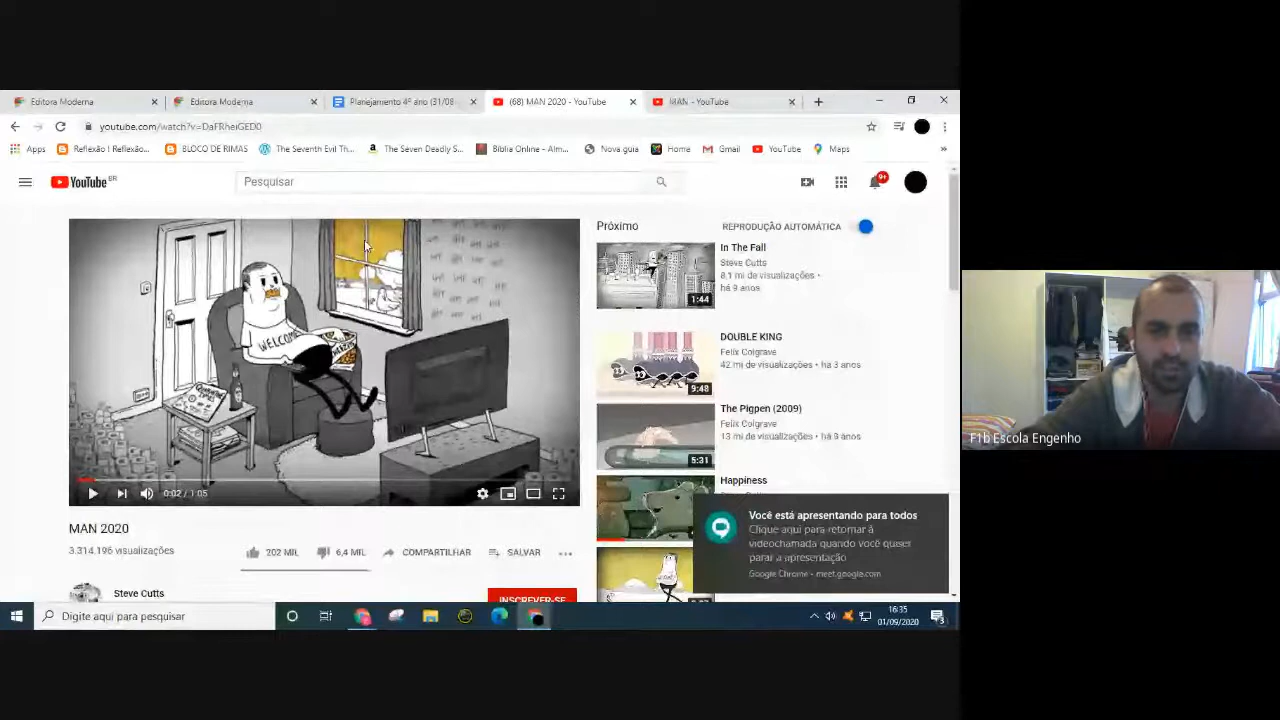 Editora Moderna
Editora Moderna
Planejamento 4º ano (31/08
(68) MAN 2020 - YouTube
MAN - YouTube
youtube.com/watch?v=DaFRheiGED0
Apps
Reflexão ! Reflexão...
BLOCO DE RIMAS
The Seventh Evil Th...
The Seven Deadly S...
Bíblia Online - Alm...
Nova guia
Home
Gmail
YouTube
Maps
YouTube BR
Pesquisar
9+
WELCOME
0:02 / 1:05
MAN 2020
3.314.196 visualizações
202 MIL
6,4 MIL
COMPARTILHAR
SALVAR
Steve Cutts
INSCREVER-SE
Próximo
REPRODUÇÃO AUTOMÁTICA
In The Fall
Steve Cutts
8,1 mi de visualizações •
há 9 anos
1:44
DOUBLE KING
Felix Colgrave
42 mi de visualizações • há 3 anos
9:48
The Pigpen (2009)
Felix Colgrave
13 mi de visualizações • há 9 anos
5:31
Happiness
Você está apresentando para todos
Clique aqui para retornar à
videochamada quando você quiser
parar a apresentação
Google Chrome • meet.google.com
Digite aqui para pesquisar
16:35
01/09/2020
3
F1b Escola Engenho